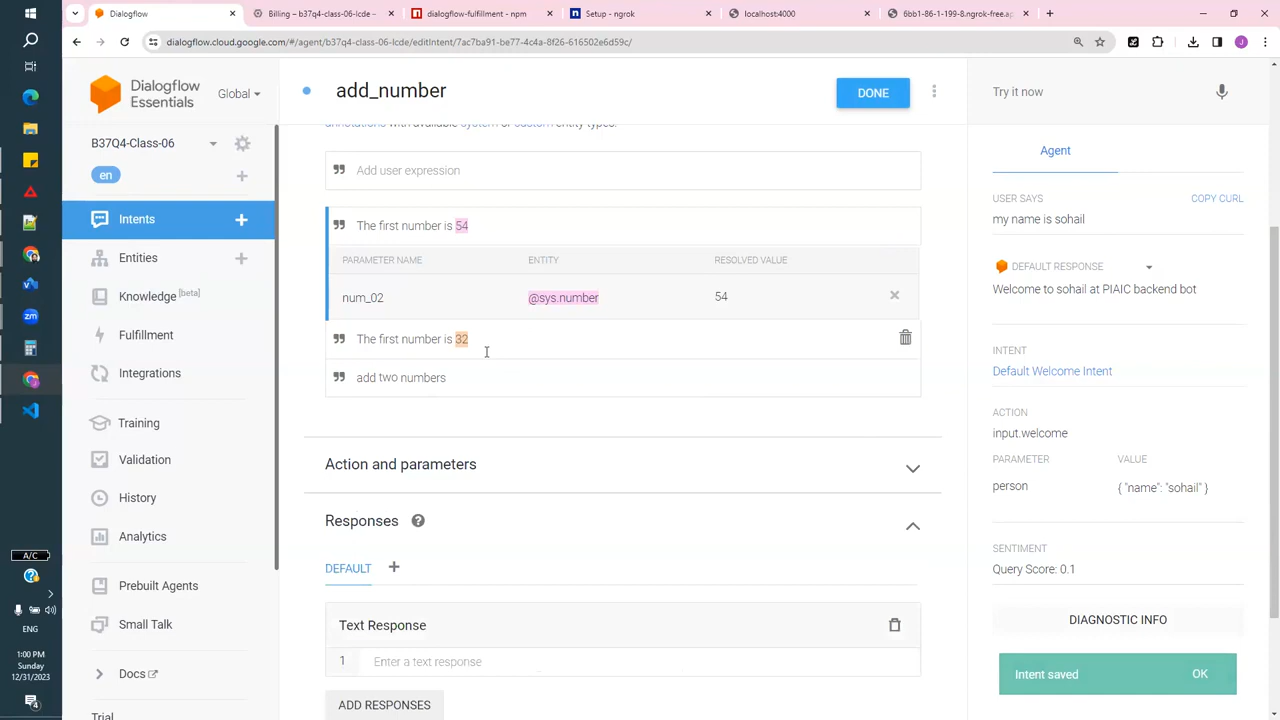 Dialogflow
Billing – b37q4-class-06-lcde –
dialogflow-fulfillment - npm
Setup - ngrok
localhost:4000
6bb1-86-1-199-8.ngrok-free.ap
dialogflow.cloud.google.com/#/agent/b37q4-class-06-lcde/editIntent/7ac7ba91-be77-4c4a-8f26-616502e6d59c/
Dialogflow
Essentials
Global
add_number
DONE
Try it now
annotations with available system or custom entity types.
B37Q4-Class-06
en
Add user expression
Agent
USER SAYS
COPY CURL
my name is sohail
Intents
The first number is 54
Entities
PARAMETER NAME
ENTITY
RESOLVED VALUE
DEFAULT RESPONSE
Welcome to sohail at PIAIC backend bot
Knowledge [beta]
num_02
@sys.number
54
Fulfillment
The first number is 32
INTENT
Default Welcome Intent
Integrations
add two numbers
ACTION
input.welcome
Training
PARAMETER
VALUE
Validation
Action and parameters
person
{ "name": "sohail" }
History
Responses
Analytics
SENTIMENT
Query Score: 0.1
DEFAULT
Prebuilt Agents
Small Talk
Text Response
DIAGNOSTIC INFO
1
Enter a text response
Docs
Intent saved
OK
ADD RESPONSES
Trial
A/C
ENG
1:00 PM
Sunday
12/31/2023
4
zm
J